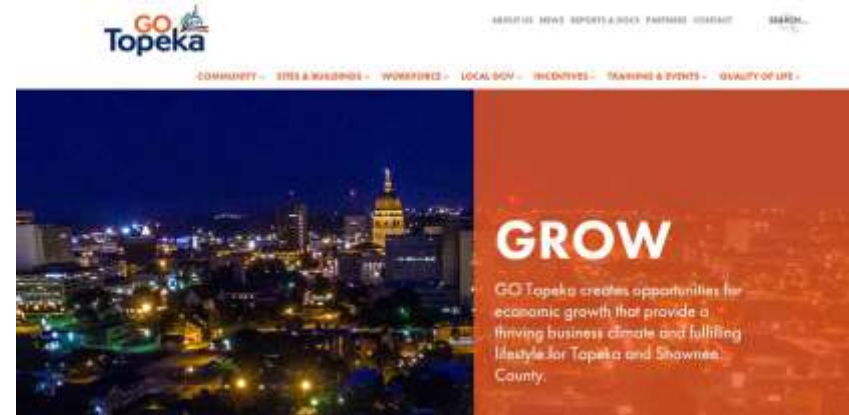 GO
Topeka
ABOUT US NEWS REPORTS & DOCS PARTNERS CONTACT SEARCH...
COMMUNITY SITES & BUILDINGS WORKFORCE LOCAL GOV INCENTIVES TRAINING & EVENTS QUALITY OF LIFE
GROW
GO Topeka creates opportunities for
economic growth that provide a
thriving business climate and fulfilling
lifestyle for Topeka and Shawnee
County.